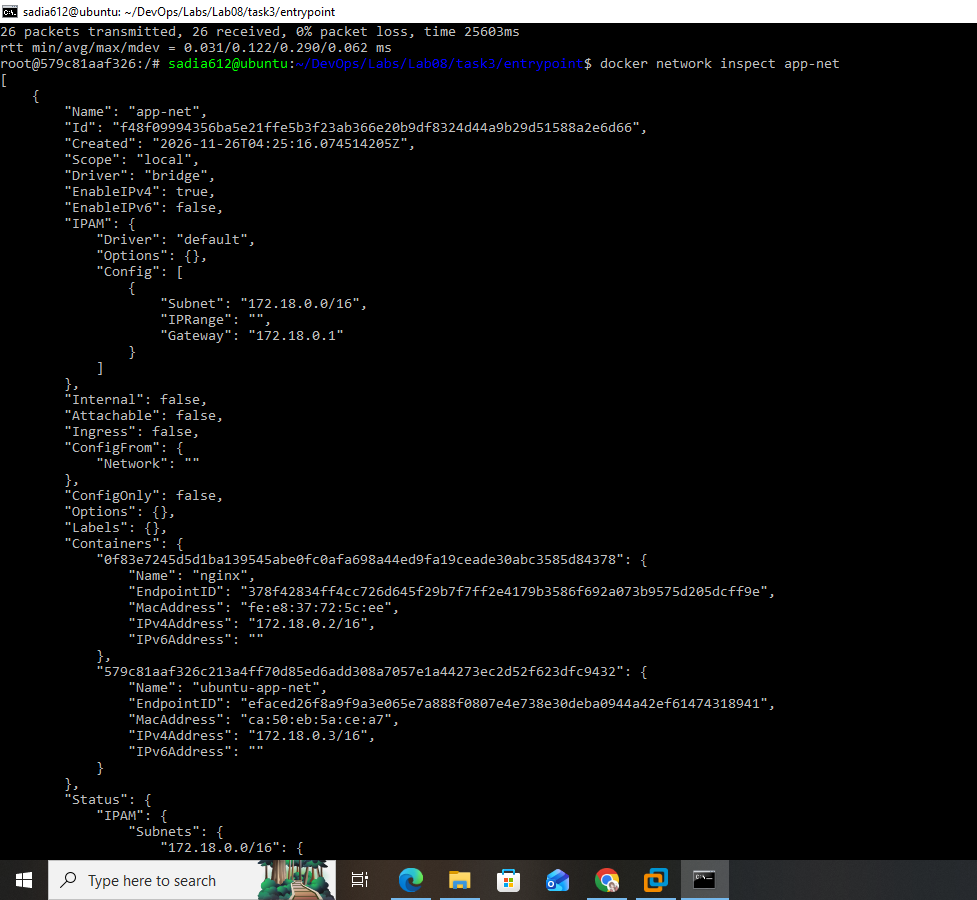 sadia612@ubuntu: ~/DevOps/Labs/Lab08/task3/entrypoint
26 packets transmitted, 26 received, 0% packet loss, time 25603ms
rtt min/avg/max/mdev = 0.031/0.122/0.290/0.062 ms
root@579c81aaf326:/# sadia612@ubuntu:~/DevOps/Labs/Lab08/task3/entrypoint$ docker network inspect app-net
[
    {
        "Name": "app-net",
        "Id": "f48f09994356ba5e21ffe5b3f23ab366e20b9df8324d44a9b29d51588a2e6d66",
        "Created": "2026-11-26T04:25:16.074514205Z",
        "Scope": "local",
        "Driver": "bridge",
        "EnableIPv4": true,
        "EnableIPv6": false,
        "IPAM": {
            "Driver": "default",
            "Options": {},
            "Config": [
                {
                    "Subnet": "172.18.0.0/16",
                    "IPRange": "",
                    "Gateway": "172.18.0.1"
                }
            ]
        },
        "Internal": false,
        "Attachable": false,
        "Ingress": false,
        "ConfigFrom": {
            "Network": ""
        },
        "ConfigOnly": false,
        "Options": {},
        "Labels": {},
        "Containers": {
            "0f83e7245d5d1ba139545abe0fc0afa698a44ed9fa19ceade30abc3585d84378": {
                "Name": "nginx",
                "EndpointID": "378f42834ff4cc726d645f29b7f7ff2e4179b3586f692a073b9575d205dcff9e",
                "MacAddress": "fe:e8:37:72:5c:ee",
                "IPv4Address": "172.18.0.2/16",
                "IPv6Address": ""
            },
            "579c81aaf326c213a4ff70d85ed6add308a7057e1a44273ec2d52f623dfc9432": {
                "Name": "ubuntu-app-net",
                "EndpointID": "efaced26f8a9f9a3e065e7a888f0807e4e738e30deba0944a42ef61474318941",
                "MacAddress": "ca:50:eb:5a:ce:a7",
                "IPv4Address": "172.18.0.3/16",
                "IPv6Address": ""
            }
        },
        "Status": {
            "IPAM": {
                "Subnets": {
                    "172.18.0.0/16": {
Type here to search